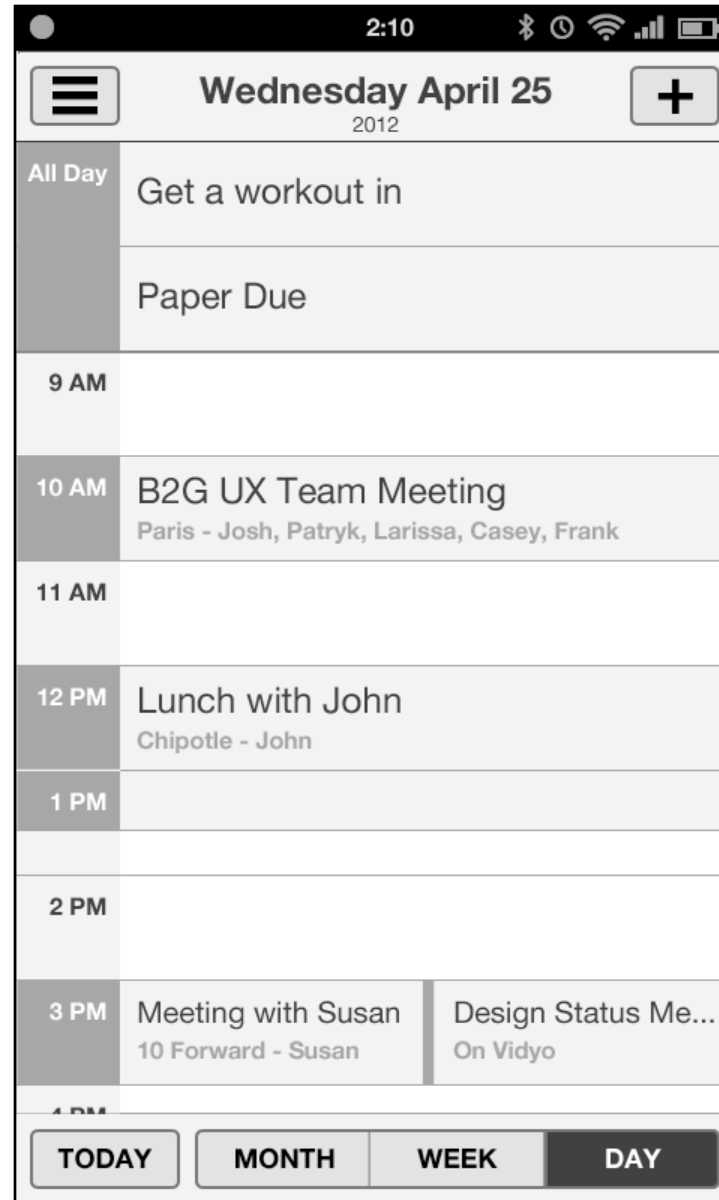 2:10
Wednesday April 25
2012
All Day
Get a workout in
Paper Due
9 AM
10 AM
B2G UX Team Meeting
Paris - Josh, Patryk, Larissa, Casey, Frank
11 AM
12 PM
Lunch with John
Chipotle - John
1 PM
2 PM
3 PM
Meeting with Susan
10 Forward - Susan
Design Status Me...
On Vidyo
4 PM
TODAY
MONTH
WEEK
DAY